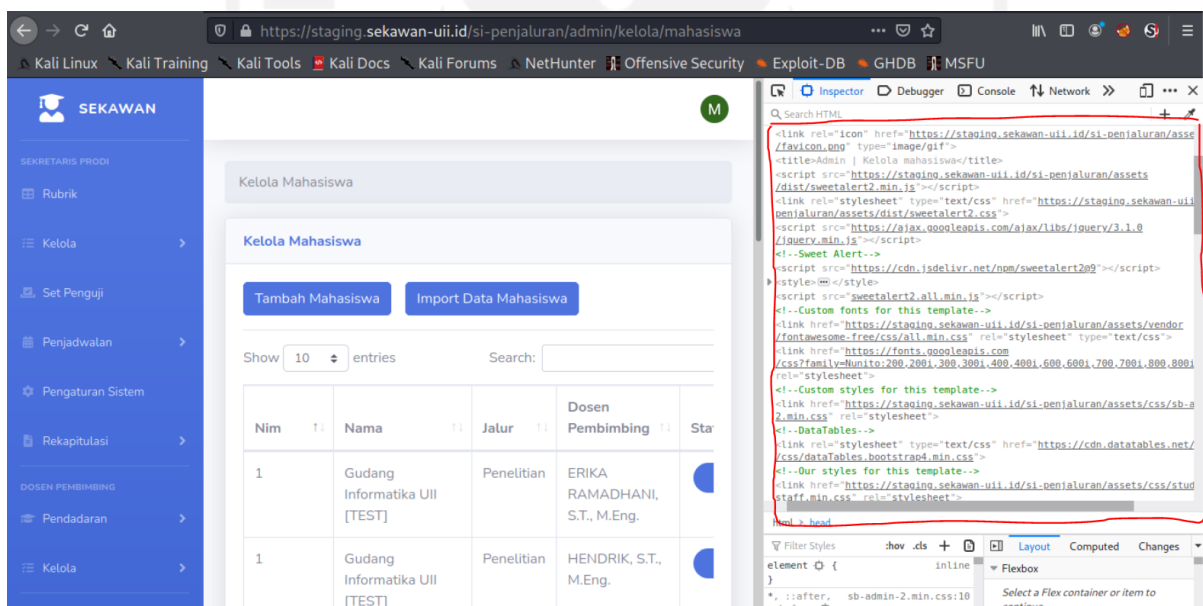 https://staging.sekawan-uii.id/si-penjaluran/admin/kelola/mahasiswa
Kali Linux Kali Training Kali Tools Kali Docs Kali Forums NetHunter Offensive Security Exploit-DB GHDB MSFU
SEKAWAN
M
SEKRETARIS PRODI
Rubrik
Kelola
Set Penguji
Penjadwalan
Pengaturan Sistem
Rekapitulasi
DOSEN PEMBIMBING
Pendadaran
Kelola
Kelola Mahasiswa
Kelola Mahasiswa
Tambah Mahasiswa Import Data Mahasiswa
Show 10 entries Search:
Nim Nama Jalur Dosen
Pembimbing
1 Gudang Penelitian ERIKA
Informatika UII RAMADHANI,
[TEST] S.T., M.Eng.
1 Gudang Penelitian HENDRIK, S.T.,
Informatika UII M.Eng.
[TEST]
Inspector Debugger Console Network
Search HTML
<link rel="icon" href="https://staging.sekawan-uii.id/si-penjaluran/asse
/favicon.png" type="image/gif">
<title>Admin | Kelola mahasiswa</title>
<script src="https://staging.sekawan-uii.id/si-penjaluran/assets
/dist/sweetalert2.min.js"></script>
<link rel="stylesheet" type="text/css" href="https://staging.sekawan-uii
penjaluran/assets/dist/sweetalert2.css">
<script src="https://ajax.googleapis.com/ajax/libs/jquery/3.1.0
/jquery.min.js"></script>
<!--Sweet Alert-->
<script src="https://cdn.jsdelivr.net/npm/sweetalert2@9"></script>
<style></style>
<script src="sweetalert2.all.min.js"></script>
<!--Custom fonts for this template-->
<link href="https://staging.sekawan-uii.id/si-penjaluran/assets/vendor
/fontawesome-free/css/all.min.css" rel="stylesheet" type="text/css">
<link href="https://fonts.googleapis.com
/css?family=Nunito:200,200i,300,300i,400,400i,600,600i,700,700i,800,800i
rel="stylesheet">
<!--Custom styles for this template-->
<link href="https://staging.sekawan-uii.id/si-penjaluran/assets/css/sb-a
2.min.css" rel="stylesheet">
<!--DataTables-->
<link rel="stylesheet" type="text/css" href="https://cdn.datatables.net/
/css/dataTables.bootstrap4.min.css">
<!--Our styles for this template-->
<link href="https://staging.sekawan-uii.id/si-penjaluran/assets/css/stud
staff.min.css" rel="stylesheet">
html > head
Filter Styles :hov .cls + Layout Computed Changes
element { inline
}
*, ::after, sb-admin-2.min.css:10
Flexbox
Select a Flex container or item to